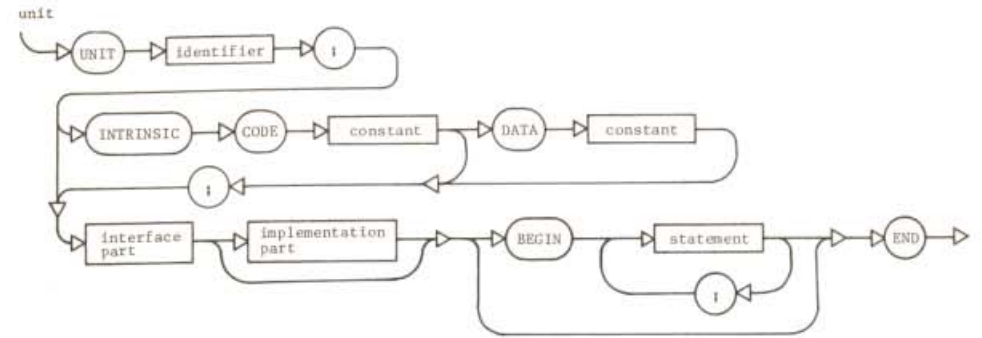 unit
UNIT identifier ;
INTRINSIC CODE constant DATA constant
;
interface part implementation part BEGIN statement END
;